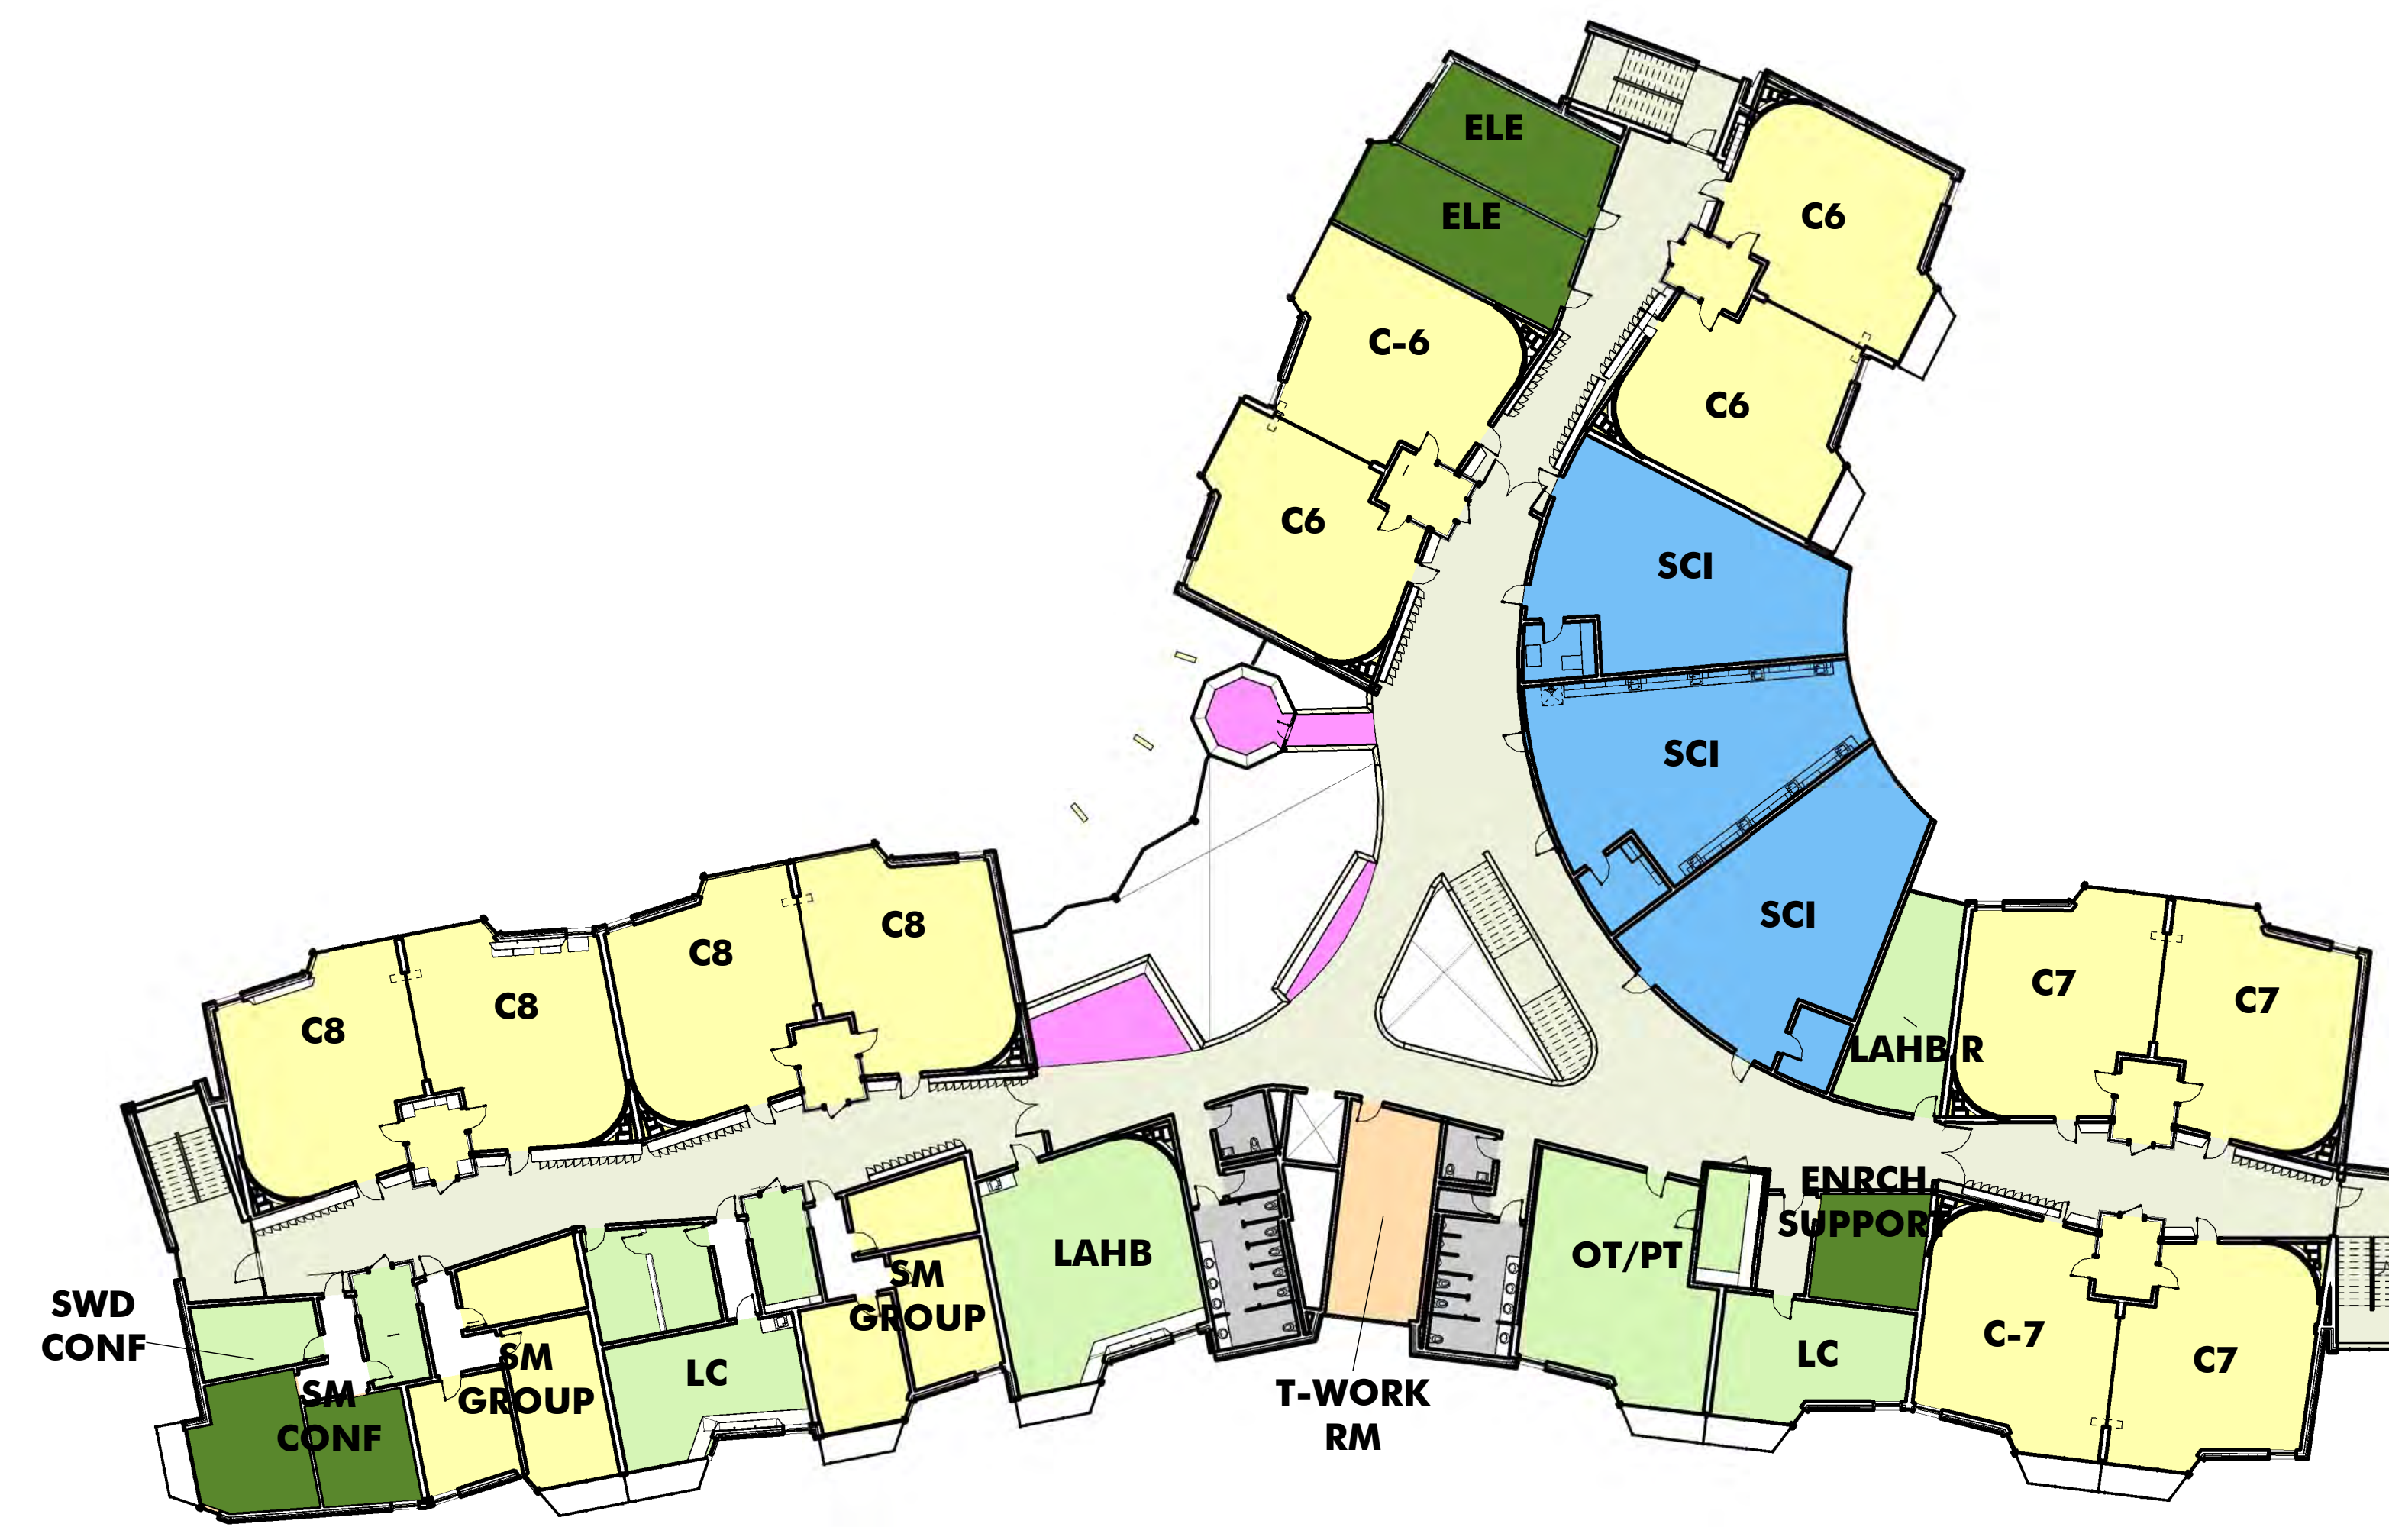 ELE
ELE
C6
C-6
C6
C6
SCI
SCI
SCI
C8
C8
C8
C8
C7
C7
LAHB R
ENRCH
SUPPORT
LAHB
OT/PT
SM
GROUP
SWD
CONF
SM
GROUP
LC
LC
C-7
C7
SM
CONF
T-WORK
RM